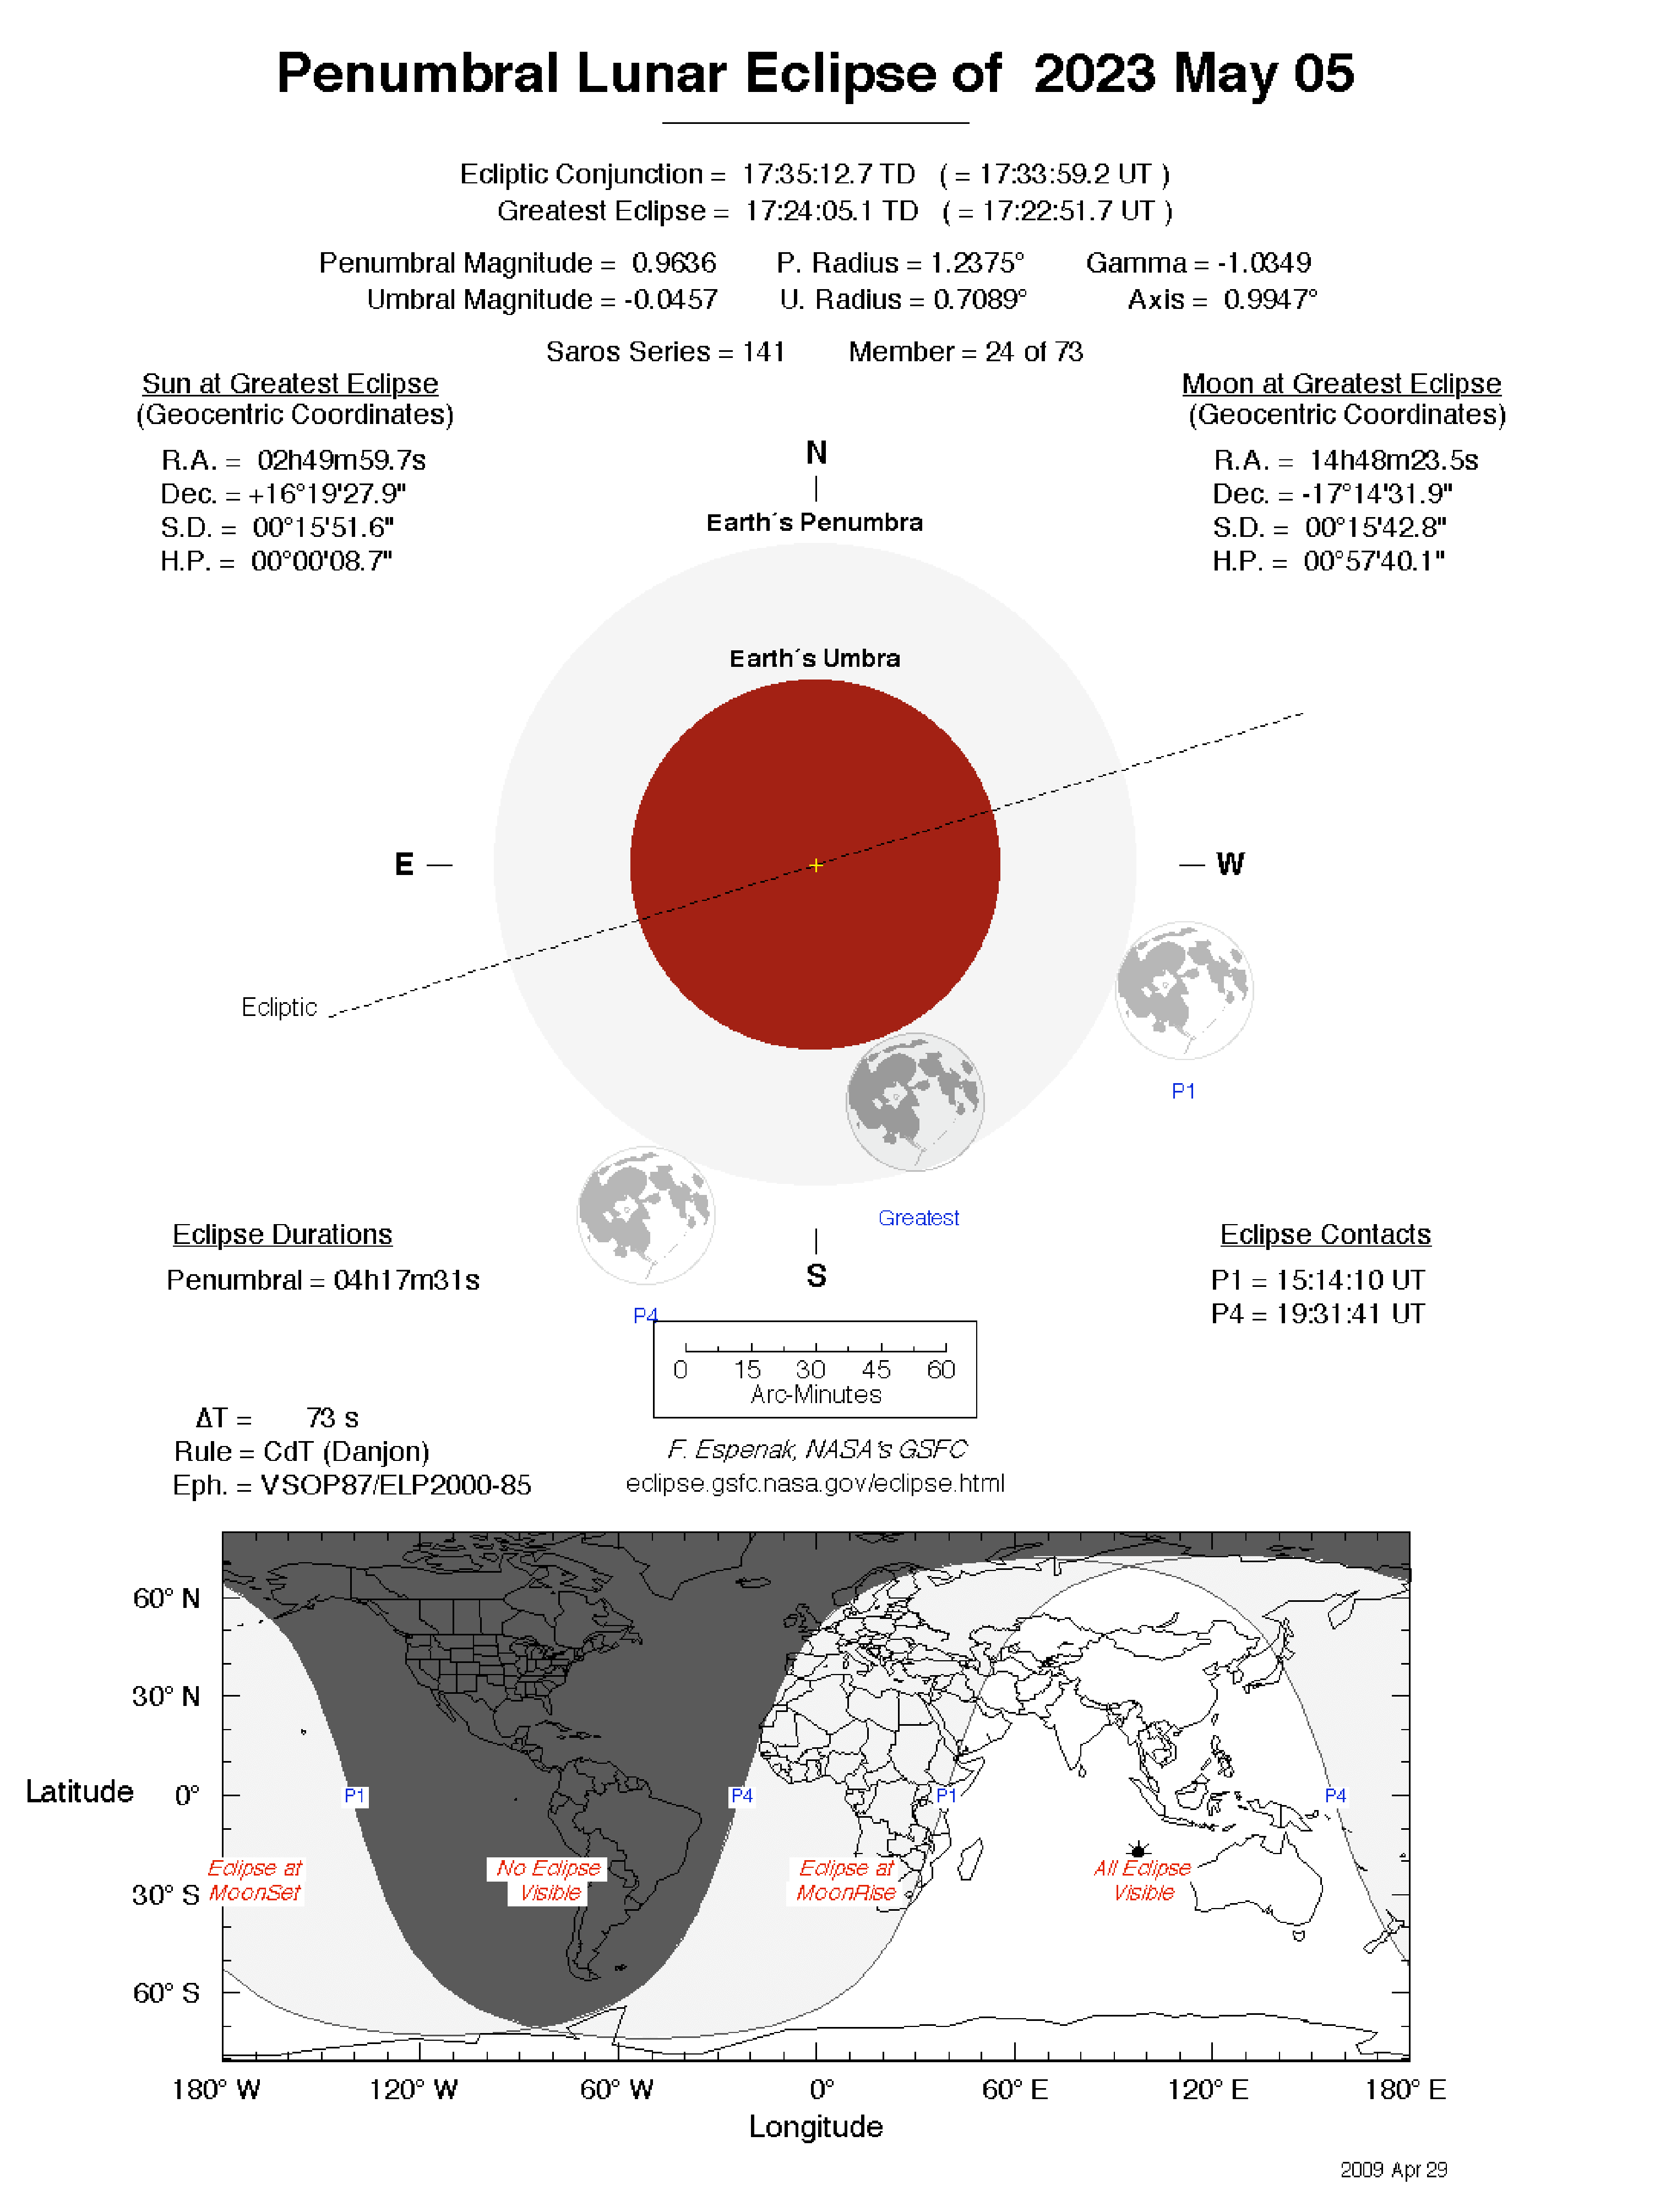 Penumbral Lunar Eclipse of 2023 May 05
Ecliptic Conjunction = 17:35:12.7 TD ( = 17:33:59.2 UT )
Greatest Eclipse = 17:24:05.1 TD ( = 17:22:51.7 UT )
Penumbral Magnitude = 0.9636 P. Radius = 1.2375° Gamma = -1.0349
Umbral Magnitude = -0.0457 U. Radius = 0.7089° Axis = 0.9947°
Saros Series = 141 Member = 24 of 73
Sun at Greatest Eclipse
(Geocentric Coordinates)
R.A. = 02h49m59.7s
Dec. = +16°19'27.9"
S.D. = 00°15'51.6"
H.P. = 00°00'08.7"
Moon at Greatest Eclipse
(Geocentric Coordinates)
R.A. = 14h48m23.5s
Dec. = -17°14'31.9"
S.D. = 00°15'42.8"
H.P. = 00°57'40.1"
N
Earth´s Penumbra
Earth´s Umbra
E
W
Ecliptic
P1
Greatest
S
P4
Eclipse Durations
Penumbral = 04h17m31s
Eclipse Contacts
P1 = 15:14:10 UT
P4 = 19:31:41 UT
0 15 30 45 60
Arc-Minutes
ΔT = 73 s
Rule = CdT (Danjon)
Eph. = VSOP87/ELP2000-85
F. Espenak, NASA's GSFC
eclipse.gsfc.nasa.gov/eclipse.html
60° N
30° N
Latitude 0°
30° S
60° S
P1 P4 P1 P4
Eclipse at
MoonSet
No Eclipse
Visible
Eclipse at
MoonRise
All Eclipse
Visible
180° W 120° W 60° W 0° 60° E 120° E 180° E
Longitude
2009 Apr 29